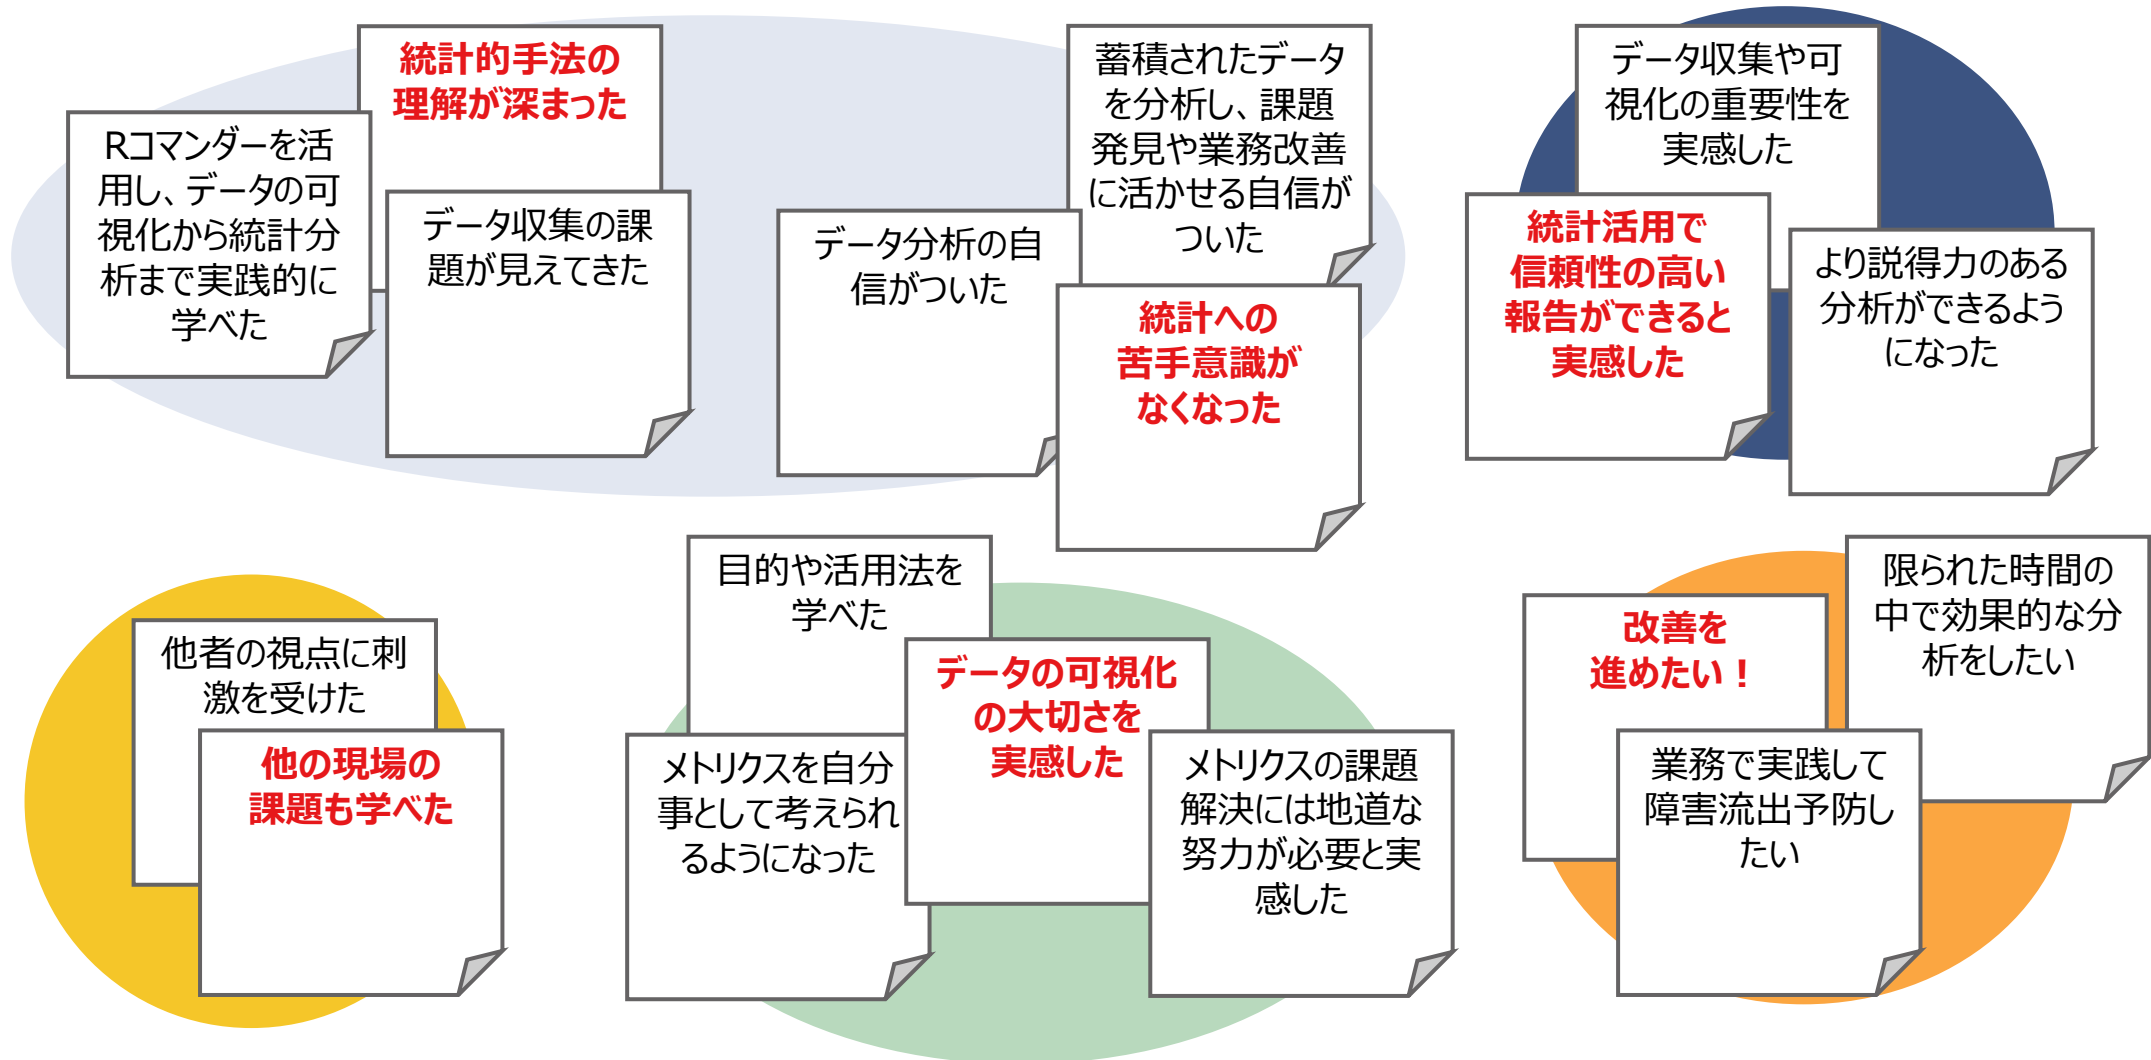 統計的手法の
理解が深まった
Rコマンダーを活
用し、データの可
視化から統計分
析まで実践的に
学べた
データ収集の課
題が見えてきた
蓄積されたデータ
を分析し、課題
発見や業務改善
に活かせる自信が
ついた
データ分析の自
信がついた
統計への
苦手意識が
なくなった
データ収集や可
視化の重要性を
実感した
統計活用で
信頼性の高い
報告ができると
実感した
より説得力のある
分析ができるよう
になった
他者の視点に刺
激を受けた
他の現場の
課題も学べた
目的や活用法を
学べた
データの可視化
の大切さを
実感した
メトリクスを自分
事として考えられ
るようになった
メトリクスの課題
解決には地道な
努力が必要と実
感した
改善を
進めたい！
限られた時間の
中で効果的な分
析をしたい
業務で実践して
障害流出予防し
たい